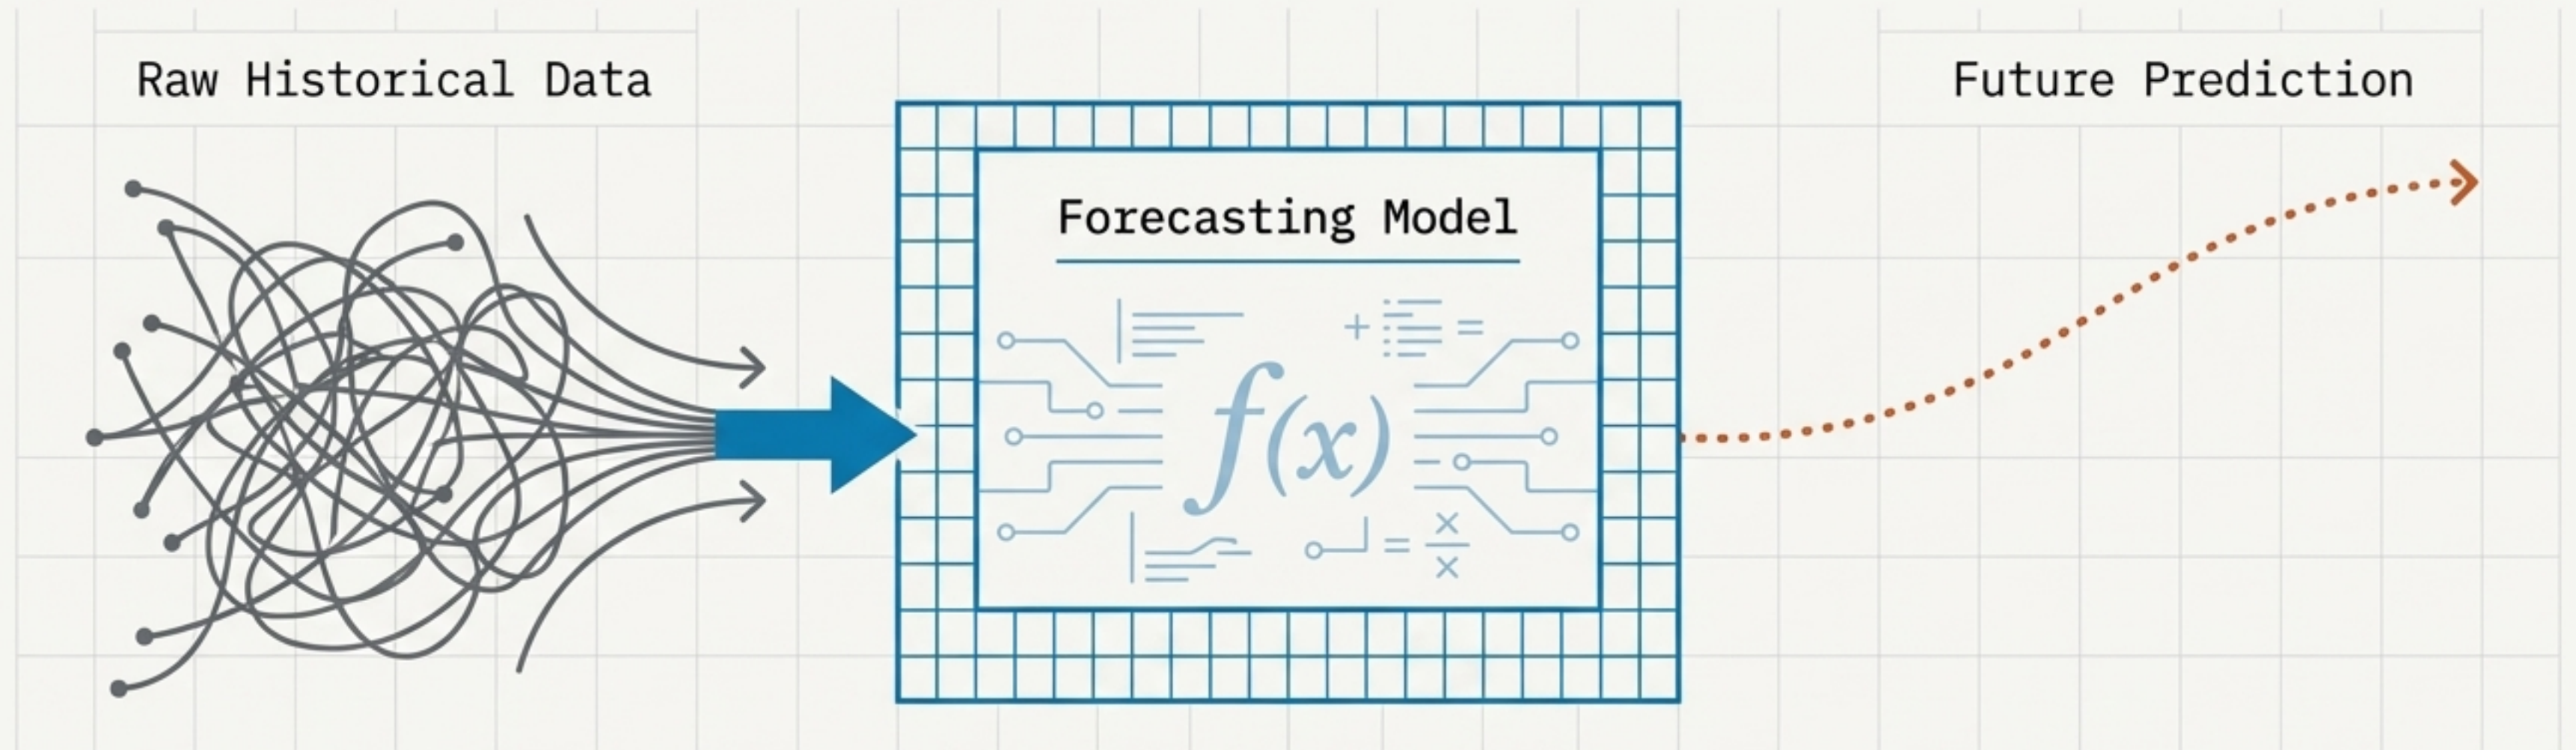 Raw Historical Data
Forecasting Model
+ =
f(x)
= x
x
Future Prediction